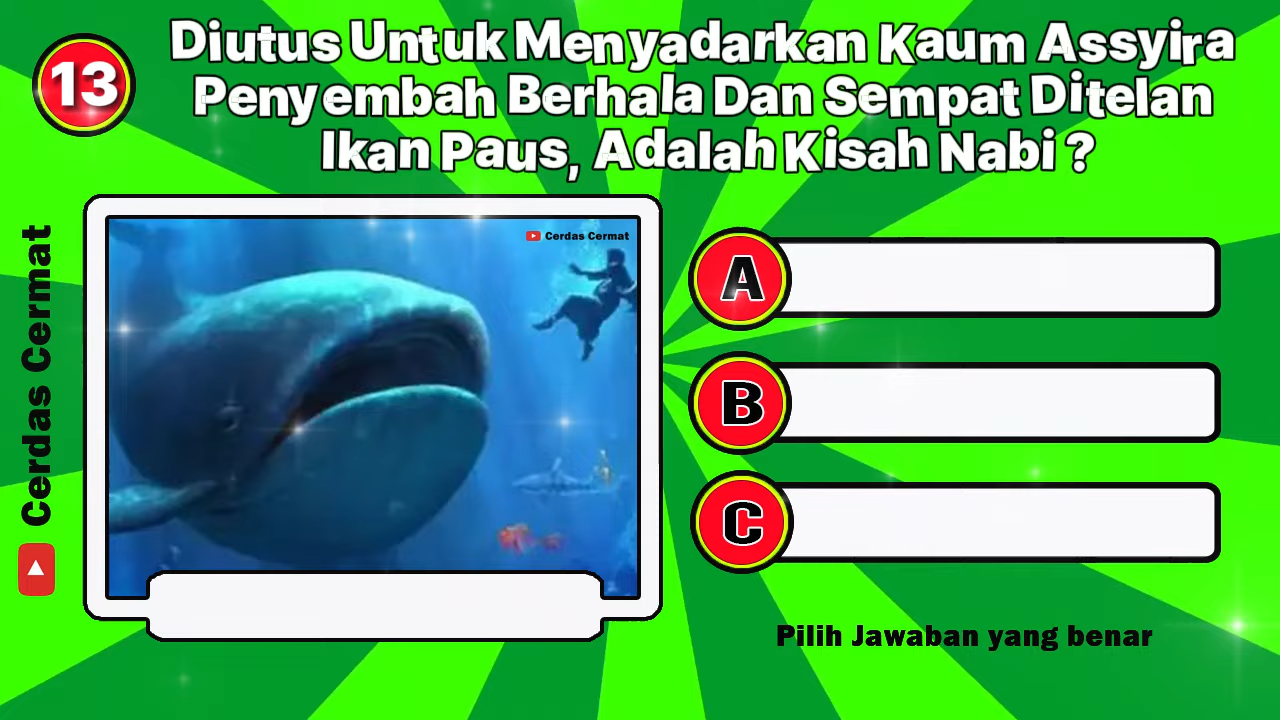 13
Diutus Untuk Menyadarkan Kaum Assyira
Penyembah Berhala Dan Sempat Ditelan
Ikan Paus, Adalah Kisah Nabi ?
Cerdas Cermat
Cerdas Cermat
A
B
C
Pilih Jawaban yang benar